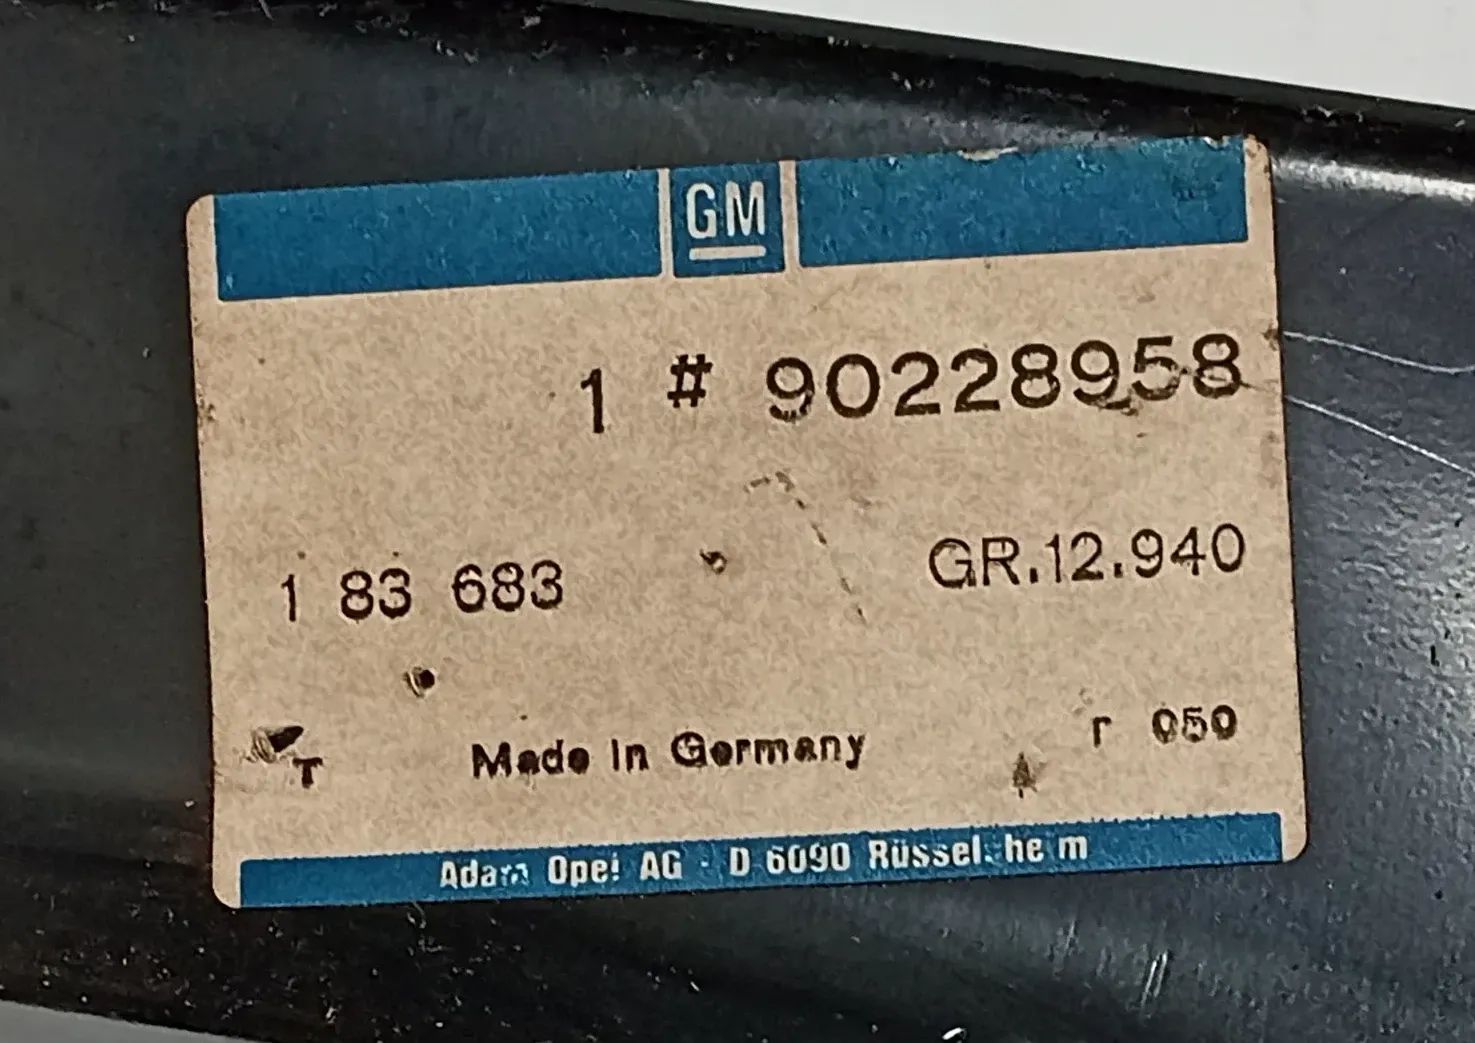 GM
1 # 90228958
1 83 683 GR.12.940
T Made in Germany r 050
Adam Opel AG - D 6090 Rüsselsheim